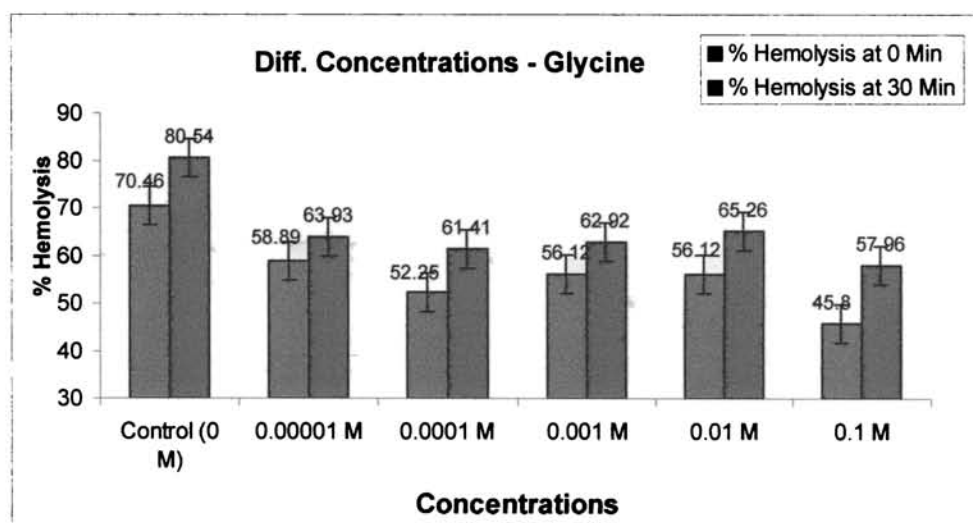 Diff. Concentrations - Glycine
% Hemolysis at 0 Min
% Hemolysis at 30 Min
% Hemolysis
90
80
70
60
50
40
30
70.46
80.54
58.89
63.93
52.25
61.41
56.12
62.92
56.12
65.26
45.8
57.96
Control (0
M)
0.00001 M
0.0001 M
0.001 M
0.01 M
0.1 M
Concentrations